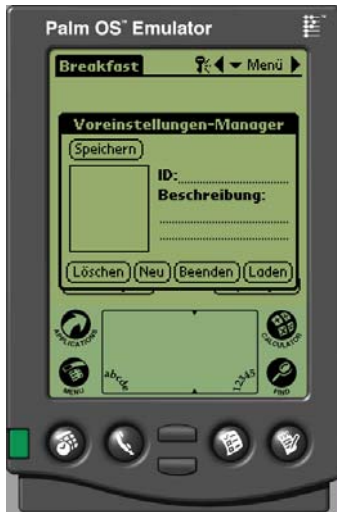 Palm OS™ Emulator
Breakfast Menü
Voreinstellungen-Manager
Speichern
ID:
Beschreibung:
Löschen Neu Beenden Laden
APPLICATIONS CALCULATOR
abcde 12345
MENU FIND